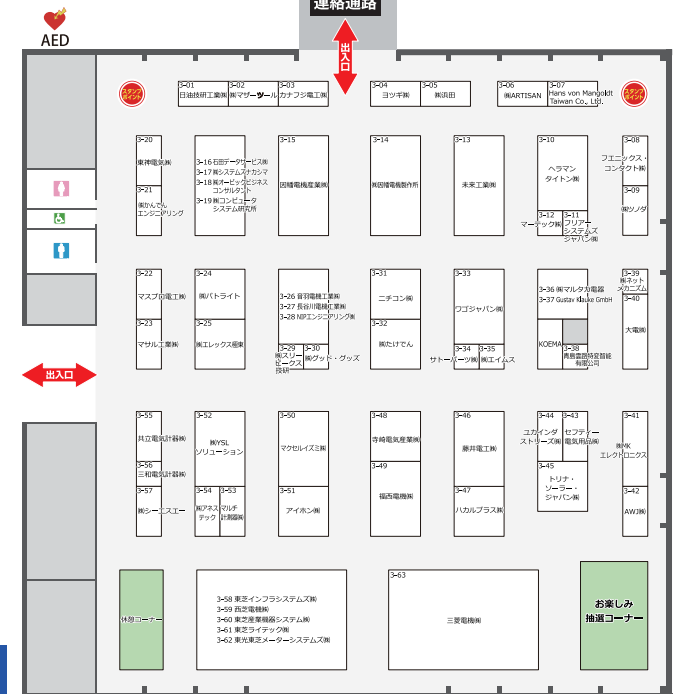 連絡通路
出入口
AED
スタンプ
ポイント
3-01
日油技研工業㈱
3-02
㈱マザーツール
3-03
カナフジ電工㈱
3-04
ヨツギ㈱
3-05
㈱浜田
3-06
㈱ARTISAN
3-07
Hans von Mangoldt
Taiwan Co., Ltd.
スタンプ
ポイント
3-20
東神電気㈱
3-21
㈱かんでん
エンジニアリング
3-16 石田データサービス㈱
3-17 ㈱システムズナカシマ
3-18 ㈱オービックビジネス
コンサルタント
3-19 ㈱コンピュータ
システム研究所
3-15
因幡電機産業㈱
3-14
㈱因幡電機製作所
3-13
未来工業㈱
3-10
ヘラマン
タイトン㈱
3-12
マーテック㈱
3-11
フリアー
システムズ
ジャパン㈱
3-08
フエニックス・
コンタクト㈱
3-09
㈱ツノダ
3-22
マスプロ電工㈱
3-23
マサル工業㈱
3-24
㈱パトライト
3-25
㈱エレックス極東
3-26 音羽電機工業㈱
3-27 長谷川電機工業㈱
3-28 NIPエンジニアリング㈱
3-29
㈱スリー
ピークス
技研
3-30
㈱グッド・グッズ
3-31
ニチコン㈱
3-32
㈱たけでん
3-33
ワゴジャパン㈱
3-34
サトーパーツ㈱
3-35
㈱エイムス
3-36 ㈱マルタカ電器
3-37 Gustav Klauke GmbH
KOEMA
3-38
青島雲路特変智能
有限公司
3-39
㈱ネット
メカニズム
3-40
大電㈱
出入口
3-55
共立電気計器㈱
3-56
三和電気計器㈱
3-57
㈱シーエスエー
3-52
㈱YSL
ソリューション
3-54
㈱アネス
テック
3-53
マルチ
計測器㈱
3-50
マクセルイズミ㈱
3-51
アイホン㈱
3-48
寺崎電気産業㈱
3-49
福西電機㈱
3-46
藤井電工㈱
3-47
ハカルプラス㈱
3-44
ユカインダ
ストリーズ㈱
3-43
セフティー
電気用品㈱
3-45
トリナ・
ソーラー・
ジャパン㈱
3-41
㈱MK
エレクトロニクス
3-42
AWJ㈱
休憩コーナー
3-58 東芝インフラシステムズ㈱
3-59 西芝電機㈱
3-60 東芝産業機器システム㈱
3-61 東芝ライテック㈱
3-62 東光東芝メーターシステムズ㈱
3-63
三菱電機㈱
お楽しみ
抽選コーナー